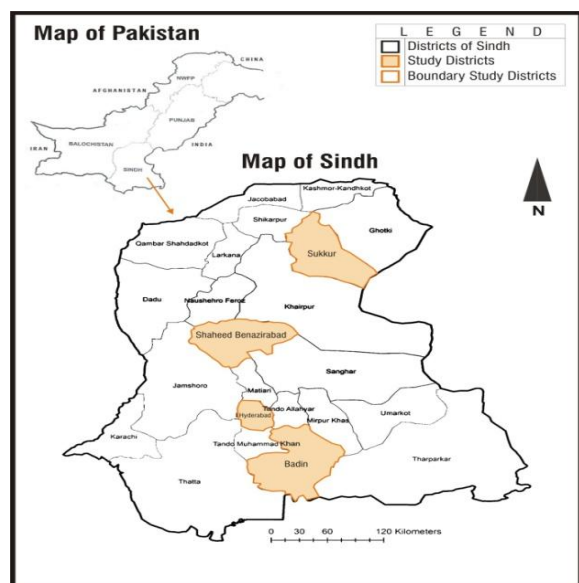 Map of Pakistan
L E G E N D
Districts of Sindh
Study Districts
Boundary Study Districts
CHINA
NWFP
AFGHANISTAN
PUNJAB
IRAN
BALOCHISTAN
INDIA
SINDH
Map of Sindh
N
Kashmor-Kandhkot
Jacobabad
Shikarpur
Ghotki
Qambar Shahdadkot
Sukkur
Larkana
Dadu
Naushehro Feroz
Khairpur
Shaheed Benazirabad
Sanghar
Jamshoro
Matiari
Tando Allahyar
Hyderabad
Mirpur Khas
Umarkot
Karachi
Tando Muhammad Khan
Badin
Tharparkar
Thatta
0 15 30 60 90 120 Kilometers